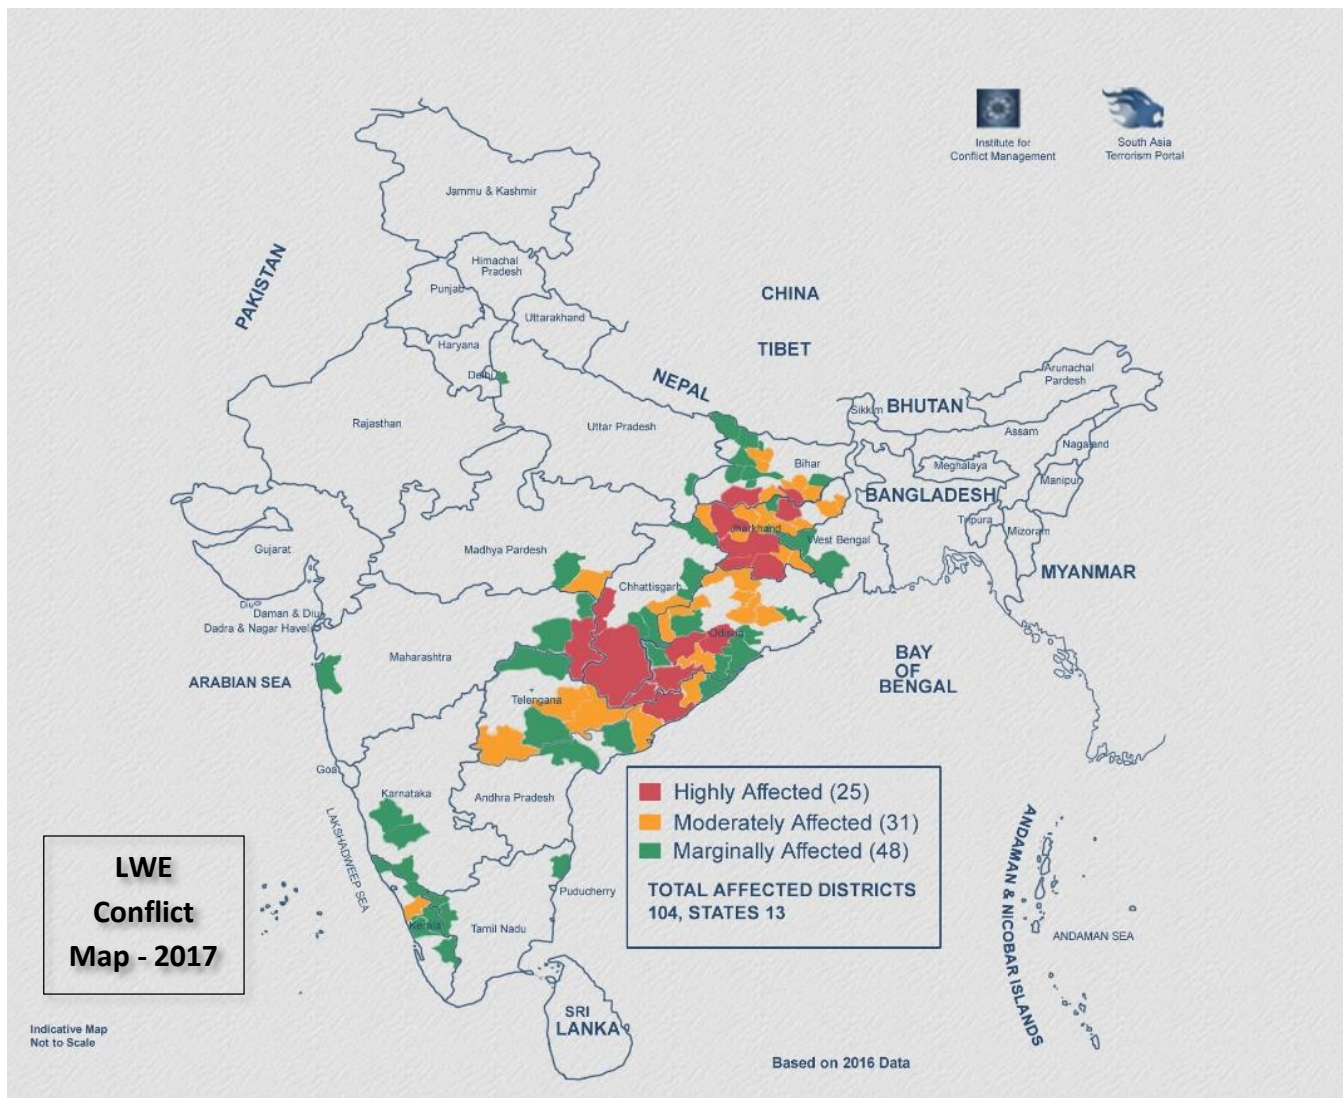 Institute for
Conflict Management
South Asia
Terrorism Portal
Jammu & Kashmir
PAKISTAN
Himachal
Pradesh
Punjab
CHINA
Uttarakhand
Haryana
TIBET
Delhi
NEPAL
Arunachal
Pardesh
Sikkim
BHUTAN
Rajasthan
Uttar Pradesh
Assam
Nagaland
Bihar
Meghalaya
Manipur
BANGLADESH
Tripura
Mizoram
Jharkhand
West Bengal
Gujarat
Madhya Pardesh
MYANMAR
Chhattisgarh
Diu
Daman & Diu
Dadra & Nagar Haveli
Odisha
Maharashtra
BAY
OF
BENGAL
ARABIAN SEA
Telengana
Goa
Karnataka
Andhra Pradesh
Highly Affected (25)
Moderately Affected (31)
Marginally Affected (48)
TOTAL AFFECTED DISTRICTS
104, STATES 13
LAKSHADWEEP SEA
LWE
Conflict
Map - 2017
Puducherry
Kerala
Tamil Nadu
ANDAMAN & NICOBAR ISLANDS
ANDAMAN SEA
SRI
LANKA
Indicative Map
Not to Scale
Based on 2016 Data